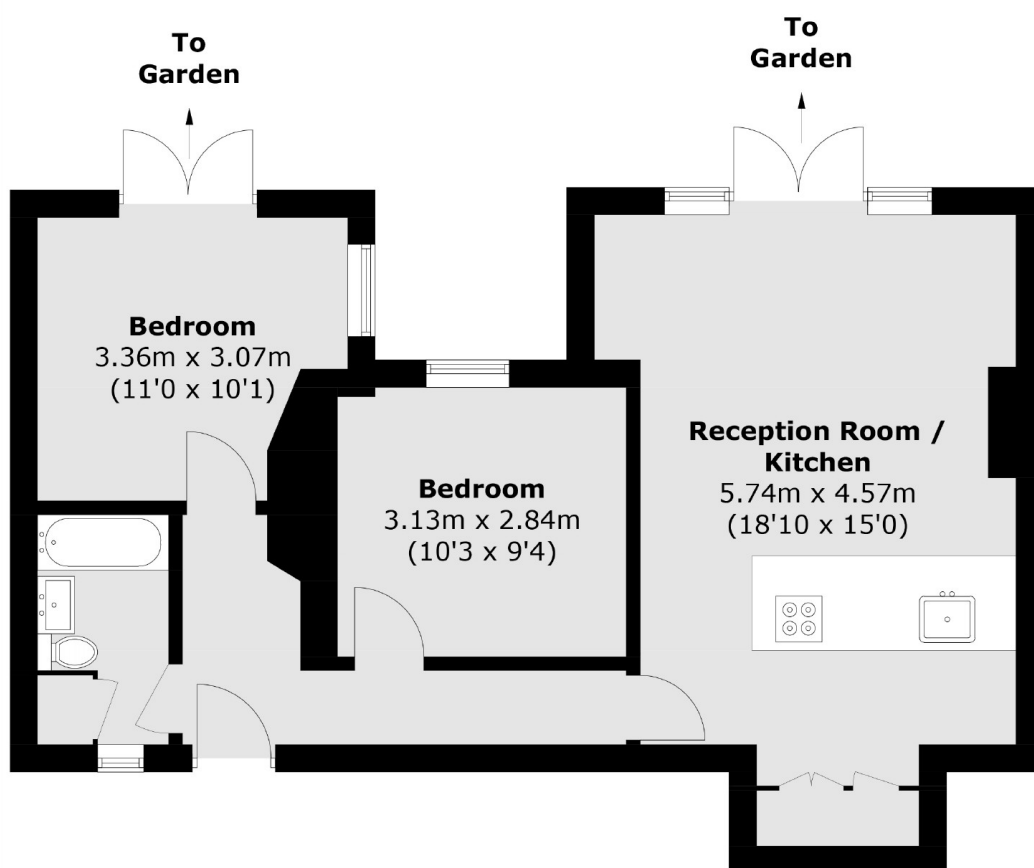 To
Garden
To
Garden
Bedroom
3.36m x 3.07m
(11'0 x 10'1)
Reception Room /
Kitchen
5.74m x 4.57m
(18'10 x 15'0)
Bedroom
3.13m x 2.84m
(10'3 x 9'4)